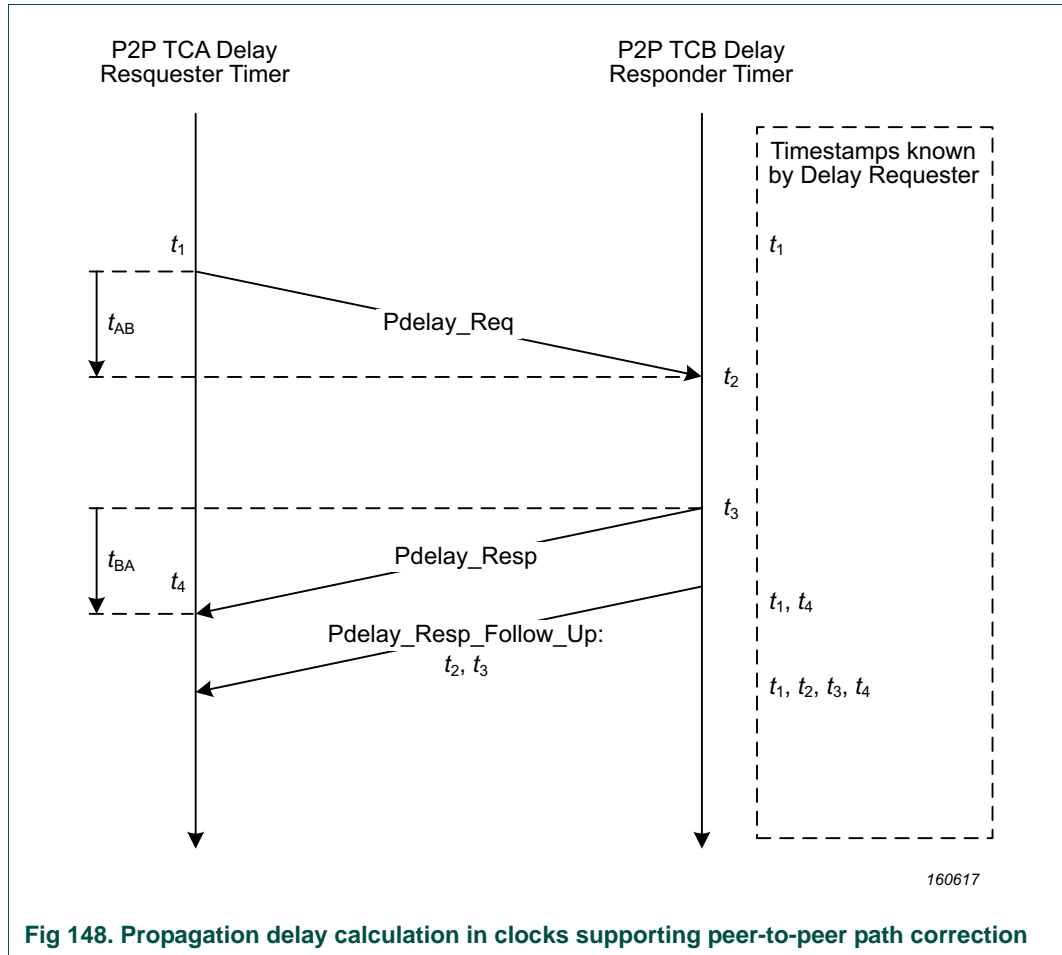 P2P TCA Delay
Resquester Timer
P2P TCB Delay
Responder Timer
Timestamps known
by Delay Requester
t1
t1
tAB
Pdelay_Req
t2
t3
tBA
Pdelay_Resp
t4
t1, t4
Pdelay_Resp_Follow_Up:
t2, t3
t1, t2, t3, t4
160617
Fig 148. Propagation delay calculation in clocks supporting peer-to-peer path correction